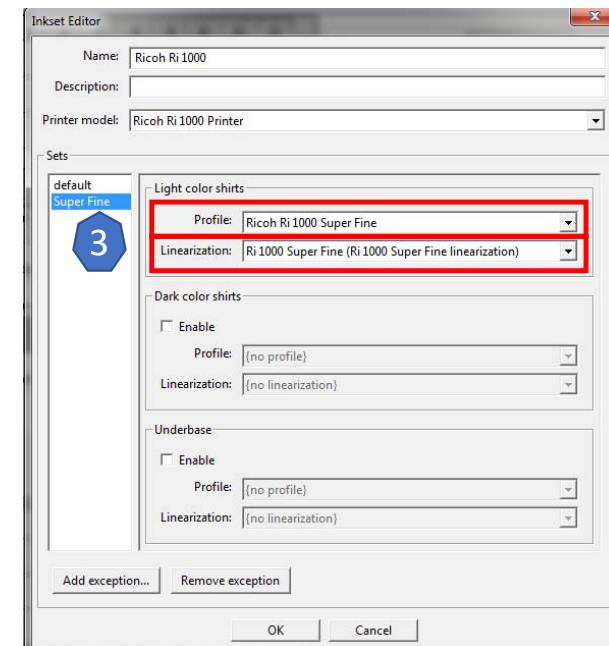 Inkset Editor
Name: Ricoh Ri 1000
Description:
Printer model: Ricoh Ri 1000 Printer
Sets
default
Super Fine
3
Light color shirts
Profile: Ricoh Ri 1000 Super Fine
Linearization: Ri 1000 Super Fine (Ri 1000 Super Fine linearization)
Dark color shirts
Enable
Profile: {no profile}
Linearization: {no linearization}
Underbase
Enable
Profile: {no profile}
Linearization: {no linearization}
Add exception... Remove exception
OK Cancel